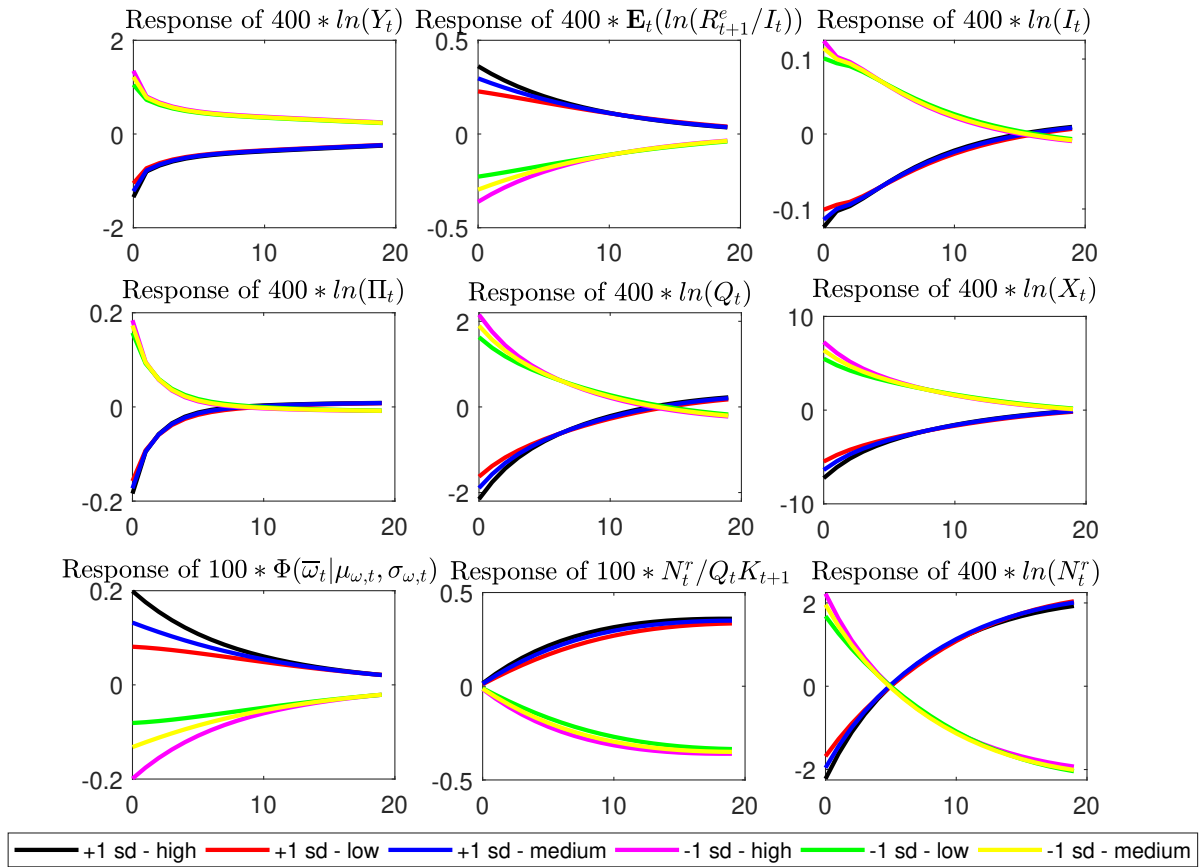 Response of 400 ∗ ln(Y_t) Response of 400 ∗ E_t(ln(R^e_{t+1}/I_t)) Response of 400 ∗ ln(I_t)
2 0.5 0.1
0 0 0
-2 -0.5 -0.1
0 10 20 0 10 20 0 10 20
Response of 400 ∗ ln(Π_t) Response of 400 ∗ ln(Q_t) Response of 400 ∗ ln(X_t)
0.2 2 10
0 0 0
-0.2 -2 -10
0 10 20 0 10 20 0 10 20
Response of 100 ∗ Φ(ω̅_t|μ_{ω,t}, σ_{ω,t}) Response of 100 ∗ N^r_t/Q_tK_{t+1} Response of 400 ∗ ln(N^r_t)
0.2 0.5 2
0 0 0
-0.2 -0.5 -2
0 10 20 0 10 20 0 10 20
+1 sd - high +1 sd - low +1 sd - medium -1 sd - high -1 sd - low -1 sd - medium